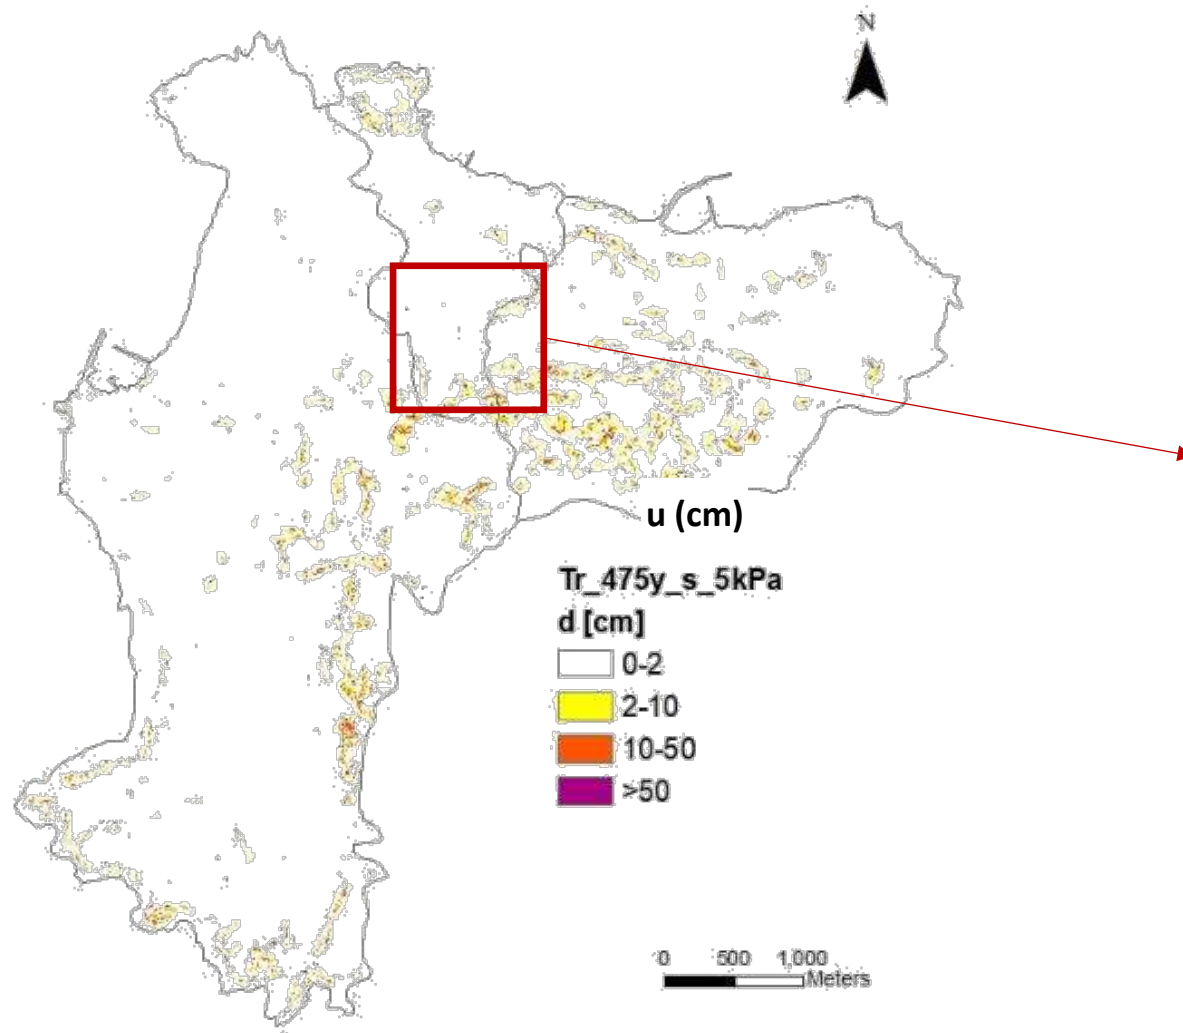 N
u (cm)
Tr_475y_s_5kPa
d [cm]
0-2
2-10
10-50
>50
0 500 1,000
Meters